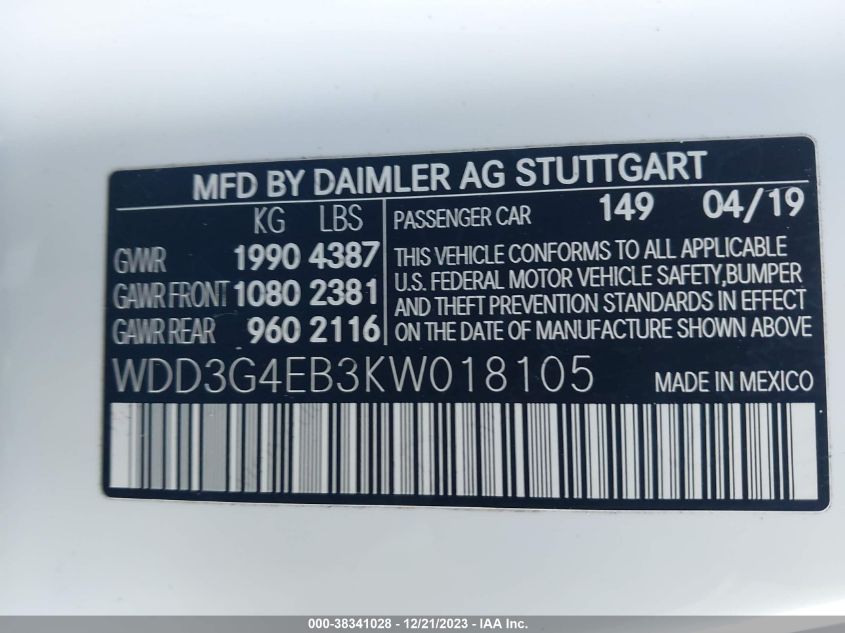 MFD BY DAIMLER AG STUTTGART
KG LBS
GVWR 1990 4387
GAWR FRONT 1080 2381
GAWR REAR 960 2116
PASSENGER CAR 149 04/19
THIS VEHICLE CONFORMS TO ALL APPLICABLE
U.S. FEDERAL MOTOR VEHICLE SAFETY,BUMPER
AND THEFT PREVENTION STANDARDS IN EFFECT
ON THE DATE OF MANUFACTURE SHOWN ABOVE
WDD3G4EB3KW018105 MADE IN MEXICO
000-38341028 - 12/21/2023 - IAA Inc.